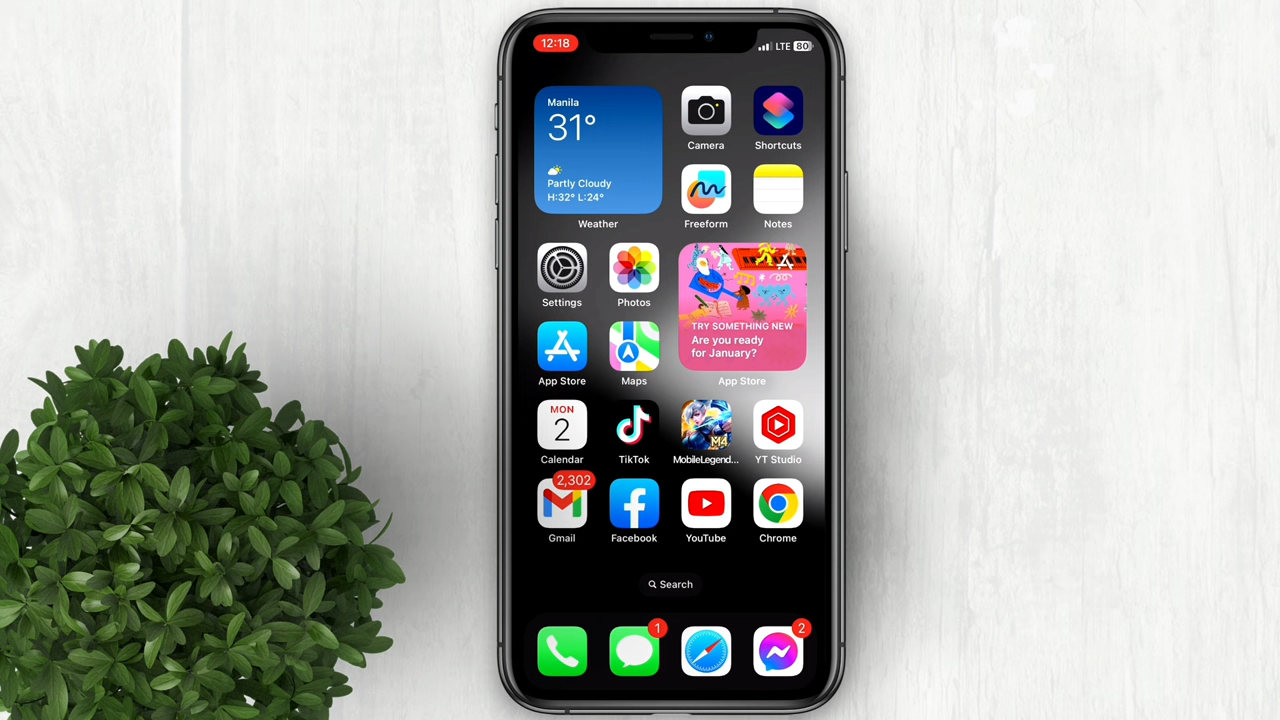 12:18
LTE 80
Manila
31°
Partly Cloudy
H:32° L:24°
Weather
Camera
Shortcuts
Freeform
Notes
Settings
Photos
TRY SOMETHING NEW
Are you ready
for January?
App Store
Maps
App Store
MON
2
M4
Calendar
TikTok
MobileLegend...
YT Studio
2,302
Gmail
Facebook
YouTube
Chrome
Search
1
2